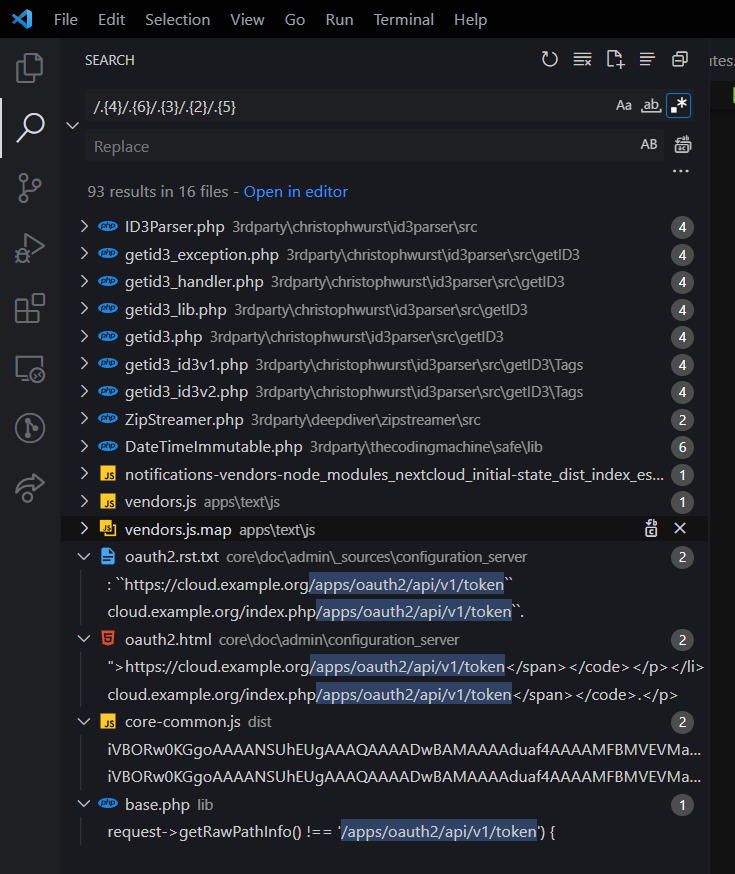 File Edit Selection View Go Run Terminal Help
SEARCH
/.{4}/.{6}/.{3}/.{2}/.{5} Aa ab .*
Replace AB
93 results in 16 files - Open in editor
ID3Parser.php 3rdparty\christophwurst\id3parser\src 4
getid3_exception.php 3rdparty\christophwurst\id3parser\src\getID3 4
getid3_handler.php 3rdparty\christophwurst\id3parser\src\getID3 4
getid3_lib.php 3rdparty\christophwurst\id3parser\src\getID3 4
getid3.php 3rdparty\christophwurst\id3parser\src\getID3 4
getid3_id3v1.php 3rdparty\christophwurst\id3parser\src\getID3\Tags 4
getid3_id3v2.php 3rdparty\christophwurst\id3parser\src\getID3\Tags 4
ZipStreamer.php 3rdparty\deepdiver\zipstreamer\src 2
DateTimeImmutable.php 3rdparty\thecodingmachine\safe\lib 6
notifications-vendors-node_modules_nextcloud_initial-state_dist_index_es... 1
vendors.js apps\text\js 1
vendors.js.map apps\text\js
oauth2.rst.txt core\doc\admin\_sources\configuration_server 2
: ``https://cloud.example.org/apps/oauth2/api/v1/token``
cloud.example.org/index.php/apps/oauth2/api/v1/token``.
oauth2.html core\doc\admin\configuration_server 2
">https://cloud.example.org/apps/oauth2/api/v1/token</span></code></p></li>
cloud.example.org/index.php/apps/oauth2/api/v1/token</span></code>.</p>
core-common.js dist 2
iVBORw0KGgoAAAANSUhEUgAAAQAAAADwBAMAAAAduaf4AAAAMFBMVEVMa...
iVBORw0KGgoAAAANSUhEUgAAAQAAAADwBAMAAAAduaf4AAAAMFBMVEVMa...
base.php lib 1
request->getRawPathInfo() !== '/apps/oauth2/api/v1/token') {